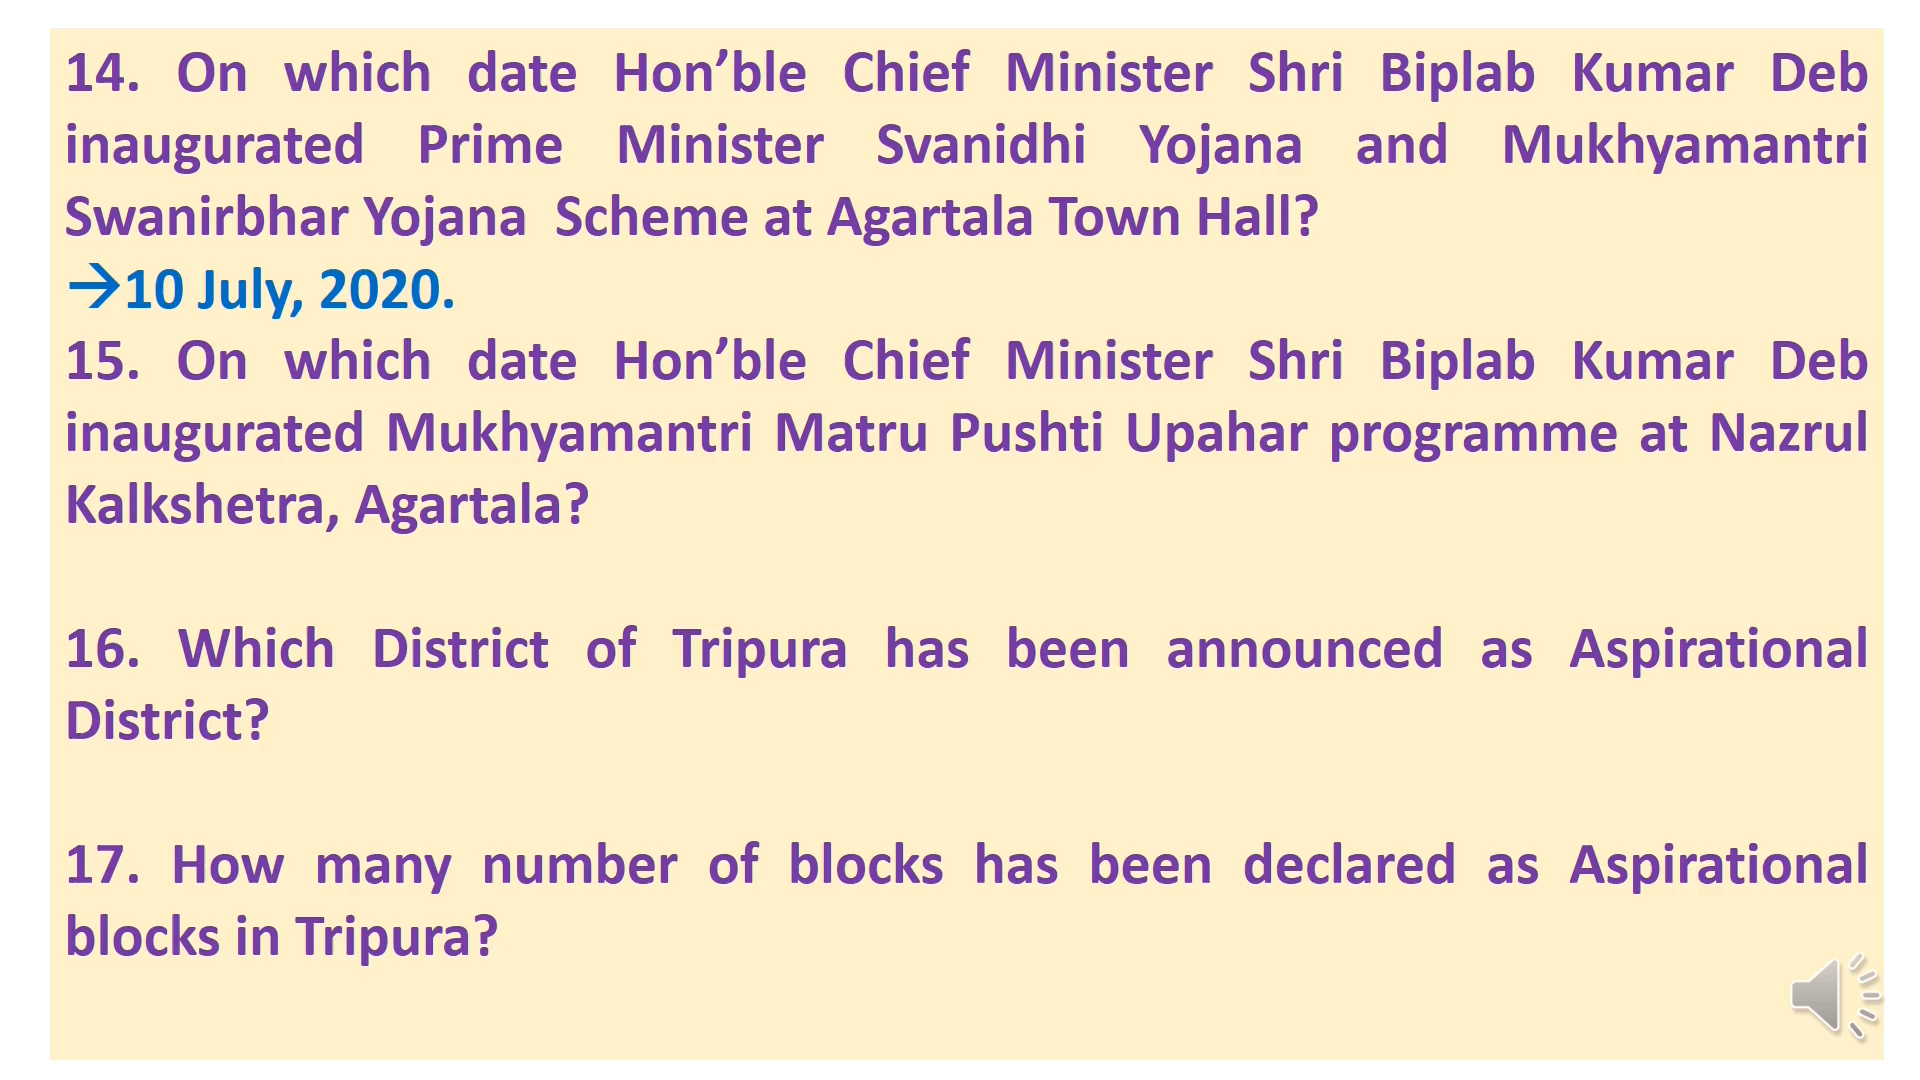 14. On which date Hon’ble Chief Minister Shri Biplab Kumar Deb
inaugurated Prime Minister Svanidhi Yojana and Mukhyamantri
Swanirbhar Yojana  Scheme at Agartala Town Hall?
→10 July, 2020.
15. On which date Hon’ble Chief Minister Shri Biplab Kumar Deb
inaugurated Mukhyamantri Matru Pushti Upahar programme at Nazrul
Kalkshetra, Agartala?
16. Which District of Tripura has been announced as Aspirational
District?
17. How many number of blocks has been declared as Aspirational
blocks in Tripura?